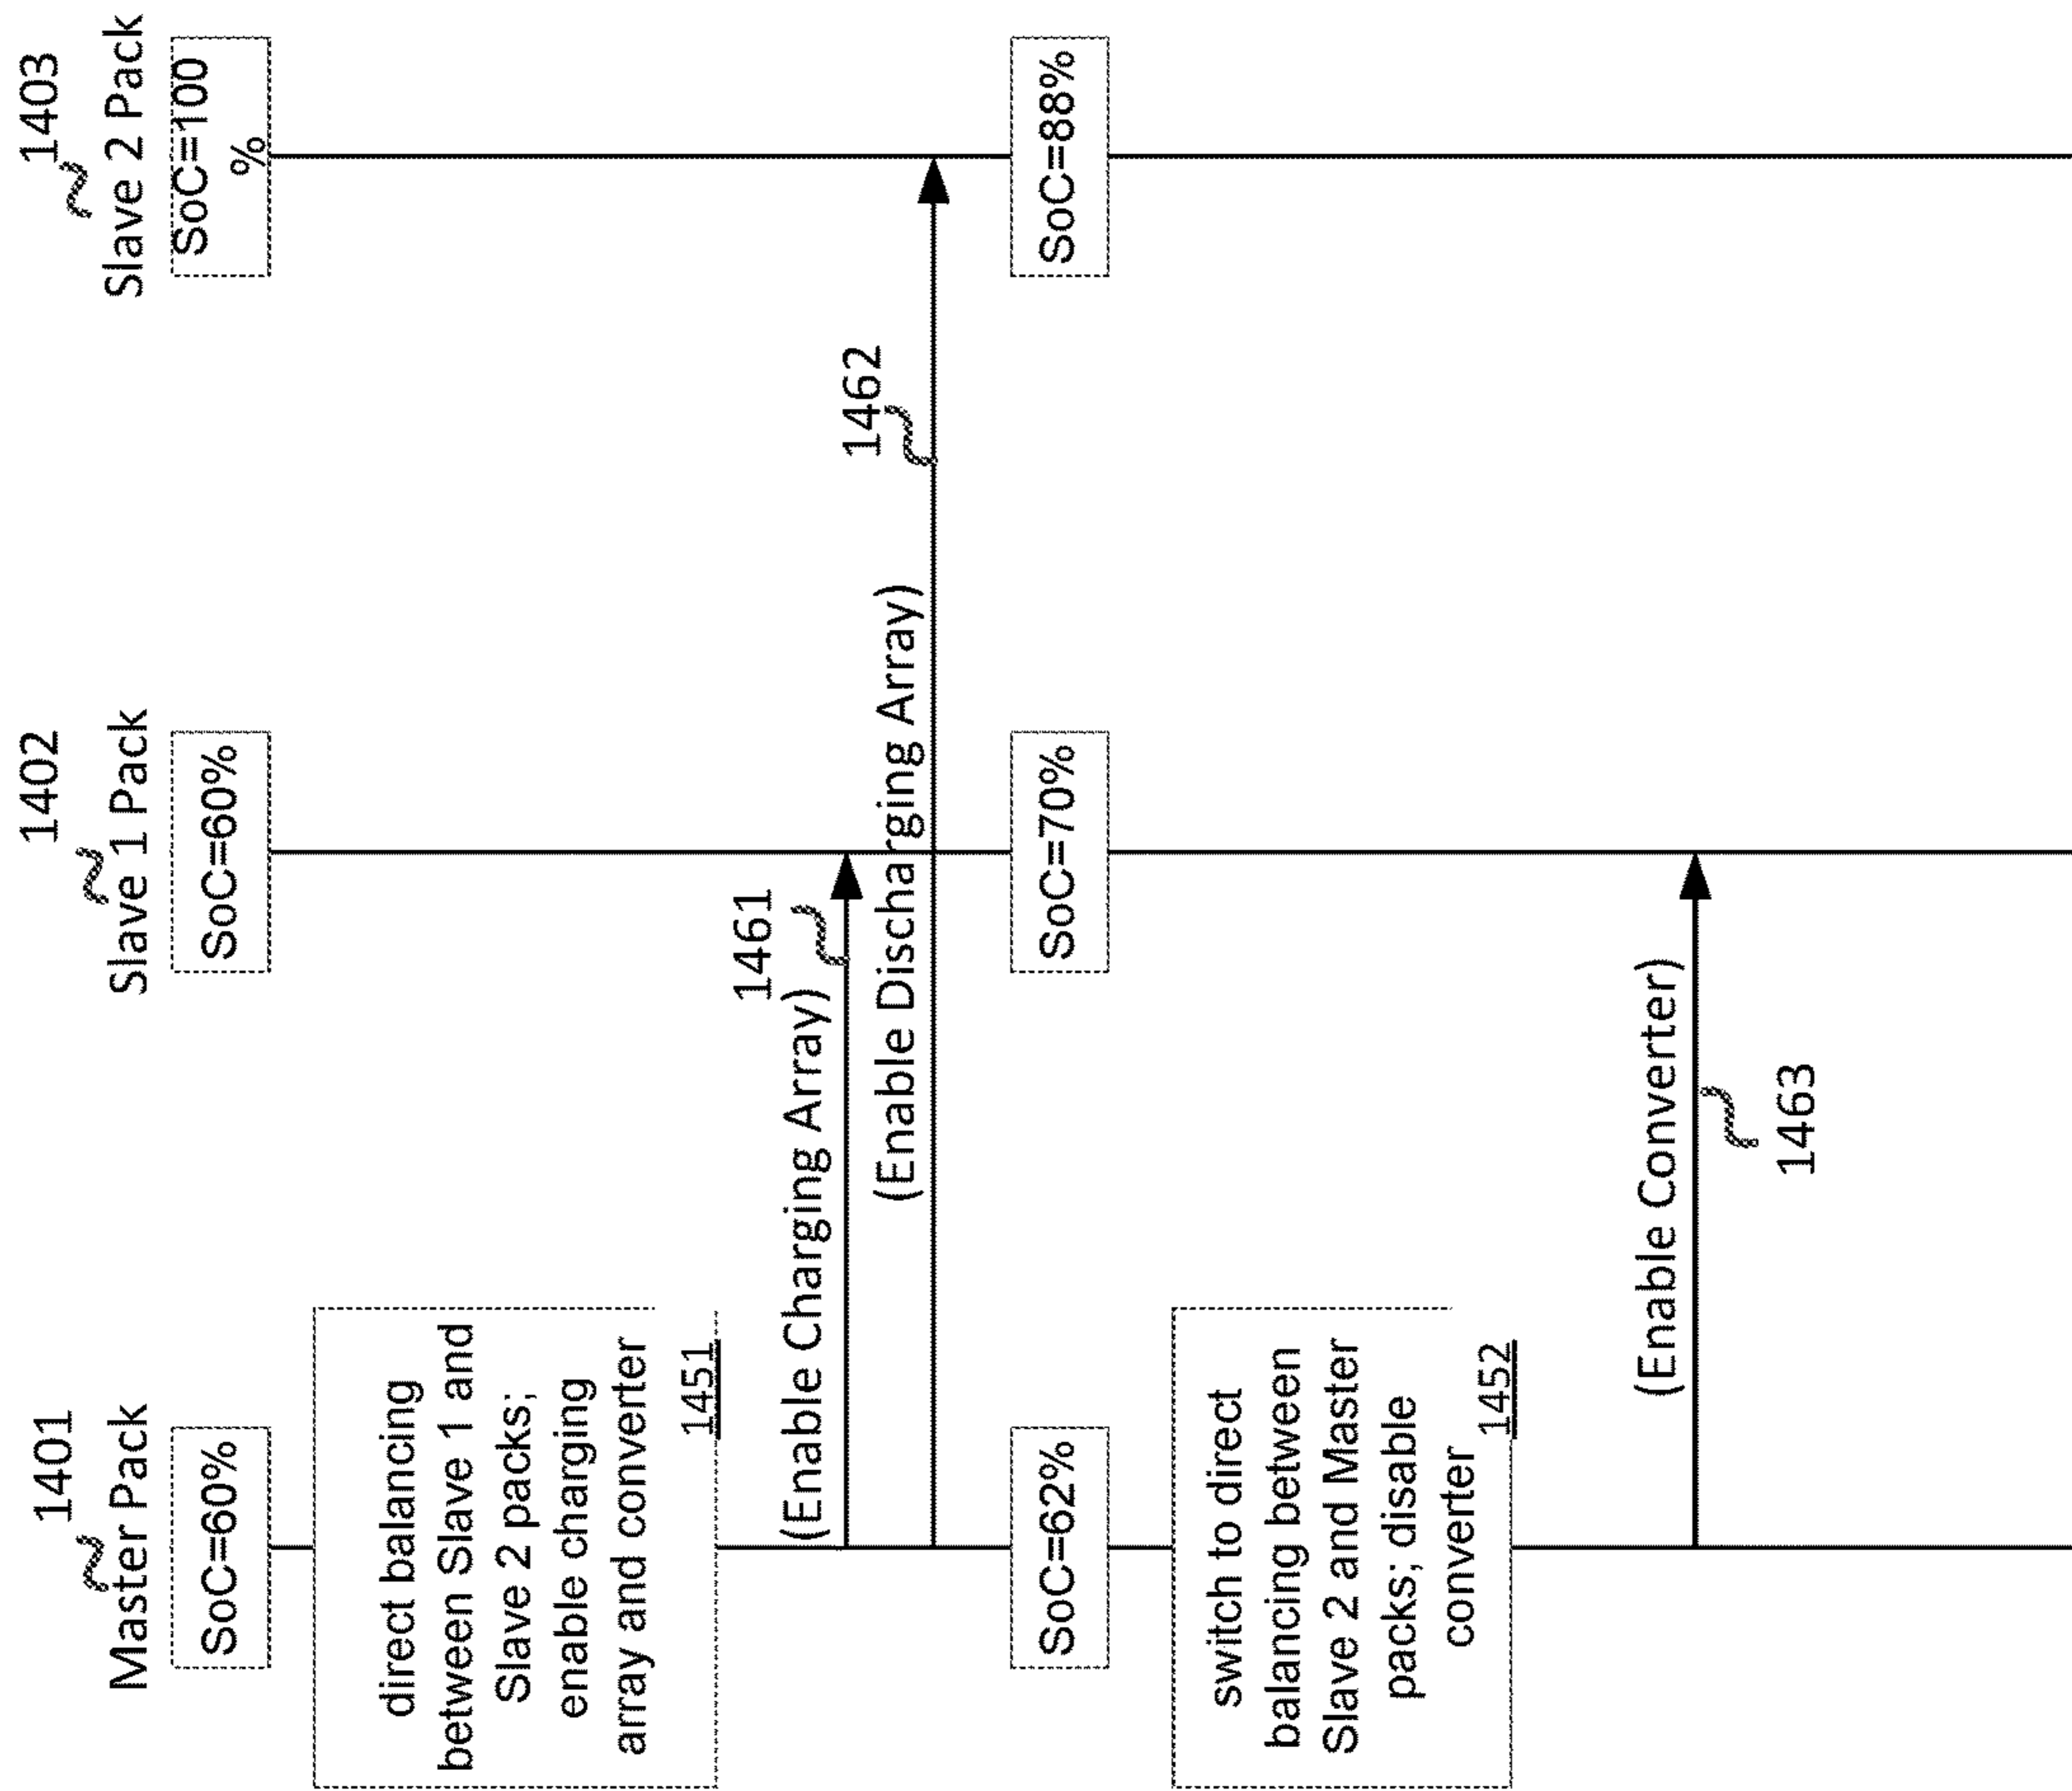 1401
Master Pack
1402
Slave 1 Pack
1403
Slave 2 Pack
SoC=60%
SoC=60%
SoC=100
%
direct balancing
between Slave 1 and
Slave 2 packs;
enable charging
array and converter
1451
1461
(Enable Charging Array)
1462
(Enable Discharging Array)
SoC=62%
SoC=70%
SoC=88%
switch to direct
balancing between
Slave 2 and Master
packs; disable
converter
1452
(Enable Converter)
1463